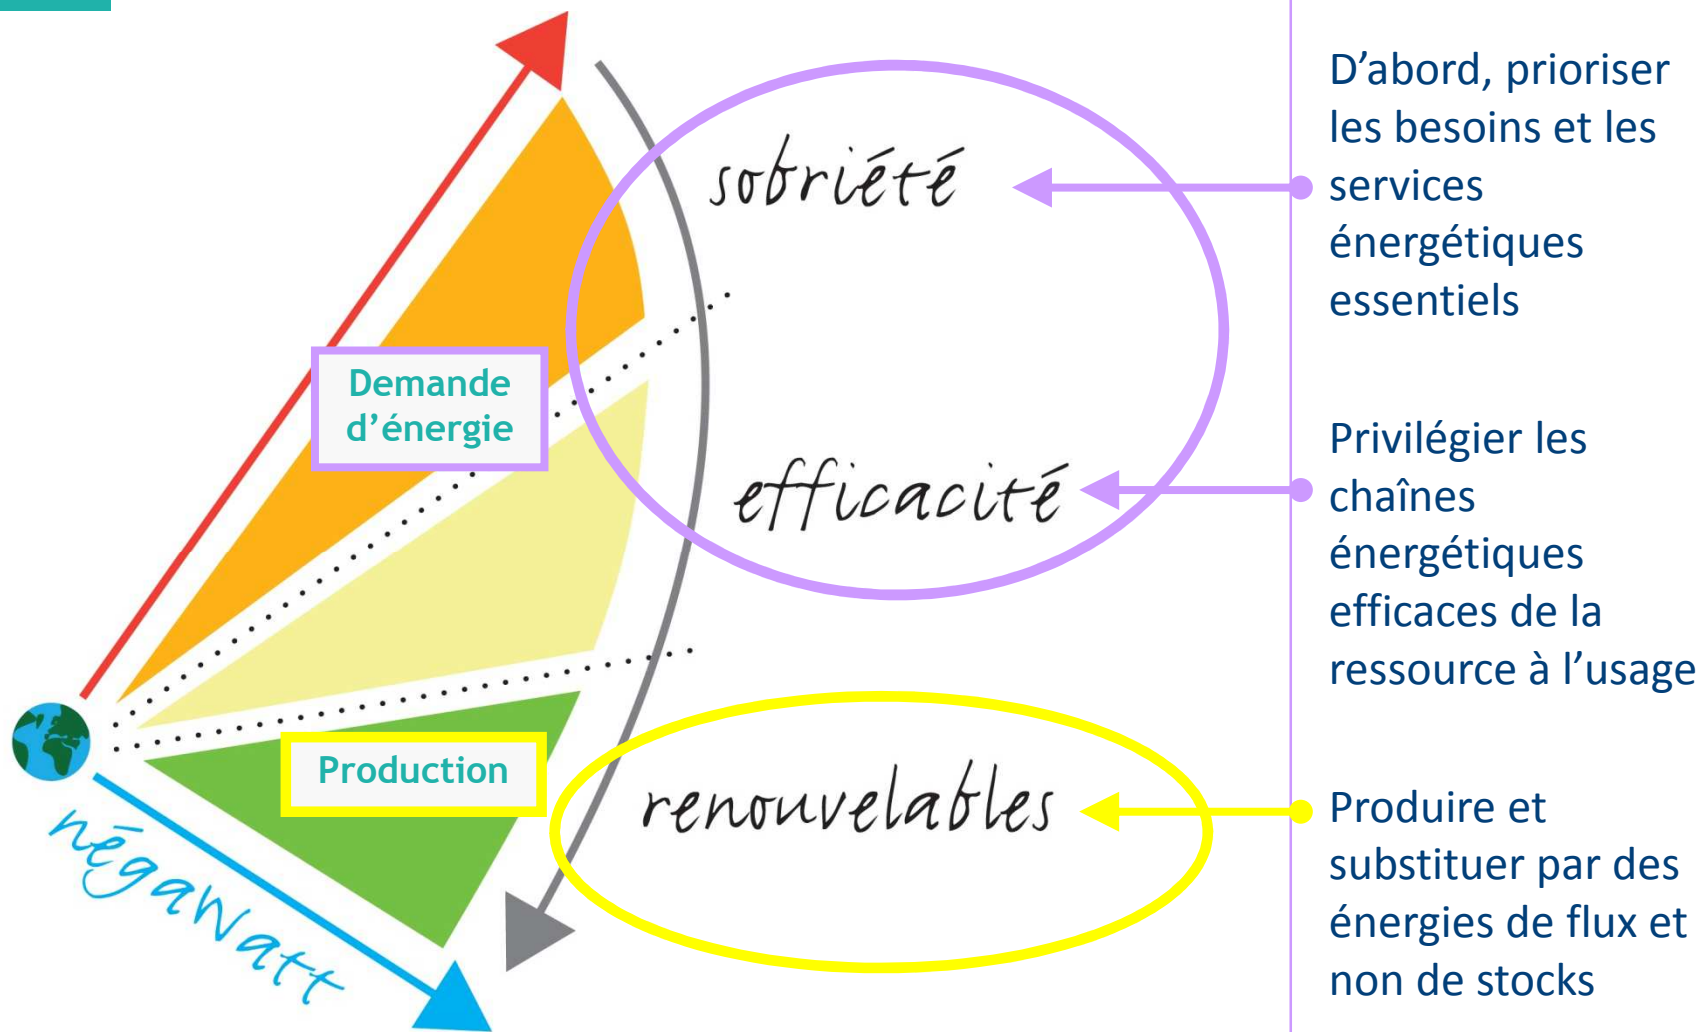 sobriété
Demande
d’énergie
efficacité
Production
renouvelables
négaWatt
D’abord, prioriser
les besoins et les
services
énergétiques
essentiels
Privilégier les
chaînes
énergétiques
efficaces de la
ressource à l’usage
Produire et
substituer par des
énergies de flux et
non de stocks